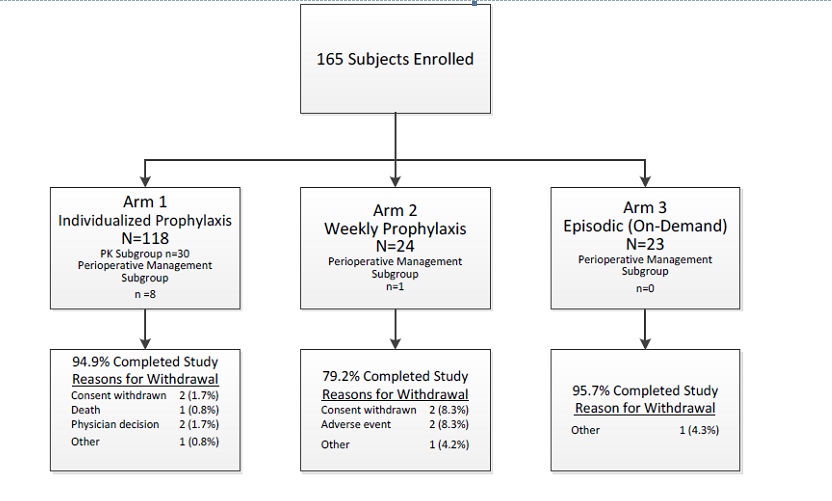 165 Subjects Enrolled
Arm 1
Individualized Prophylaxis
N=118
PK Subgroup n=30
Perioperative Management
Subgroup
n =8
Arm 2
Weekly Prophylaxis
N=24
Perioperative Management
Subgroup
n=1
Arm 3
Episodic (On-Demand)
N=23
Perioperative Management
Subgroup
n=0
94.9% Completed Study
Reasons for Withdrawal
Consent withdrawn 2 (1.7%)
Death 1 (0.8%)
Physician decision 2 (1.7%)
Other 1 (0.8%)
79.2% Completed Study
Reasons for Withdrawal
Consent withdrawn 2 (8.3%)
Adverse event 2 (8.3%)
Other 1 (4.2%)
95.7% Completed Study
Reason for Withdrawal
Other 1 (4.3%)